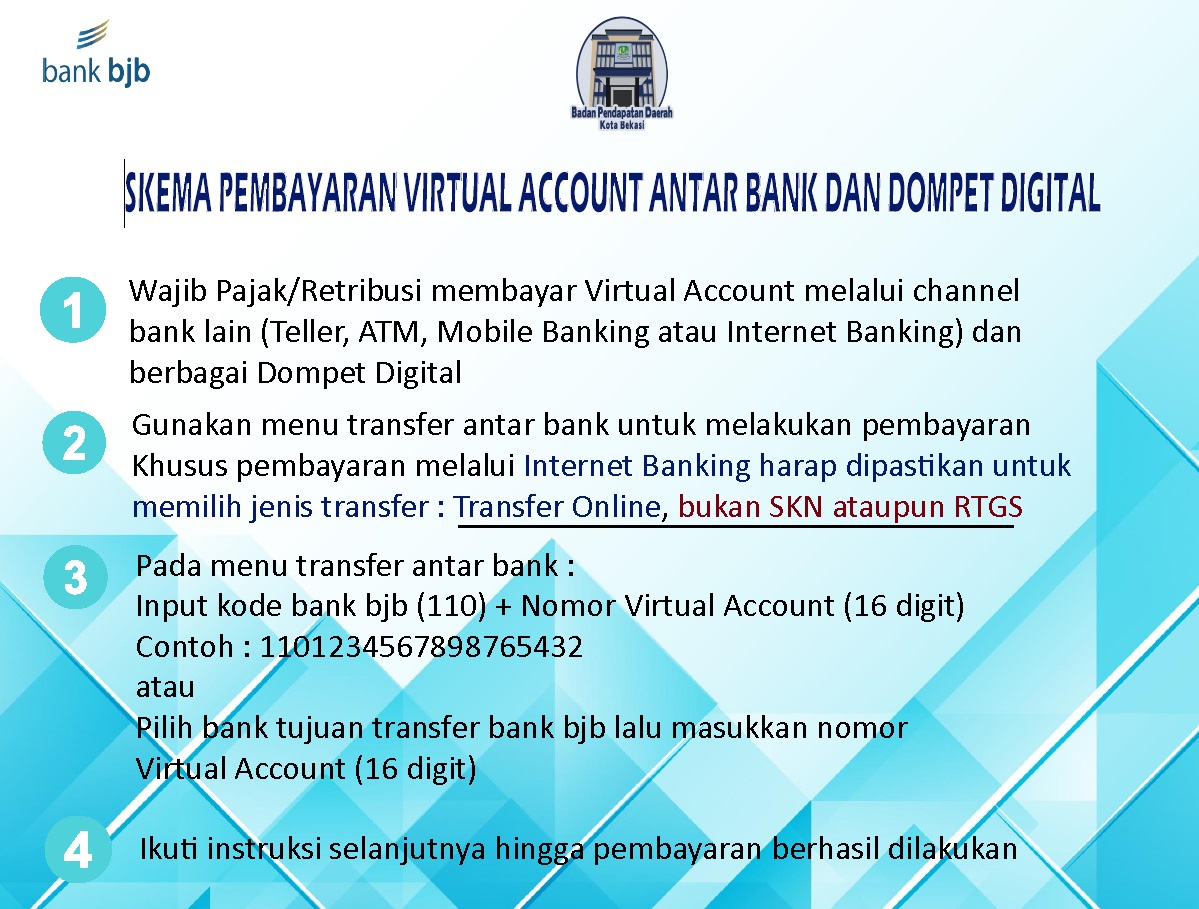 bank bjb
Badan Pendapatan Daerah
Kota Bekasi
SKEMA PEMBAYARAN VIRTUAL ACCOUNT ANTAR BANK DAN DOMPET DIGITAL
1
Wajib Pajak/Retribusi membayar Virtual Account melalui channel
bank lain (Teller, ATM, Mobile Banking atau Internet Banking) dan
berbagai Dompet Digital
2
Gunakan menu transfer antar bank untuk melakukan pembayaran
Khusus pembayaran melalui Internet Banking harap dipastikan untuk
memilih jenis transfer : Transfer Online, bukan SKN ataupun RTGS
3
Pada menu transfer antar bank :
Input kode bank bjb (110) + Nomor Virtual Account (16 digit)
Contoh : 1101234567898765432
atau
Pilih bank tujuan transfer bank bjb lalu masukkan nomor
Virtual Account (16 digit)
4
Ikuti instruksi selanjutnya hingga pembayaran berhasil dilakukan